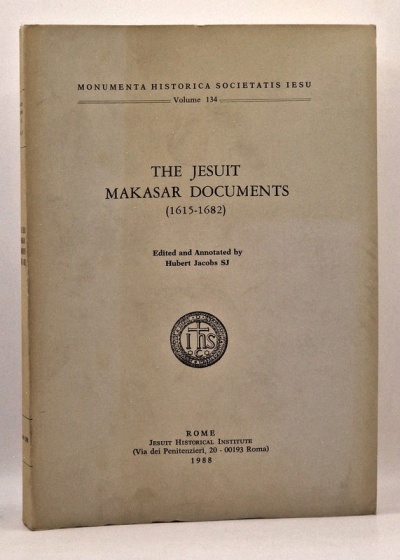 MONUMENTA HISTORICA SOCIETATIS IESU
Volume 134
THE JESUIT
MAKASAR DOCUMENTS
(1615-1682)
Edited and Annotated by
Hubert Jacobs SJ
IHS
ROME
JESUIT HISTORICAL INSTITUTE
(Via dei Penitenzieri, 20 - 00193 Roma)
1988